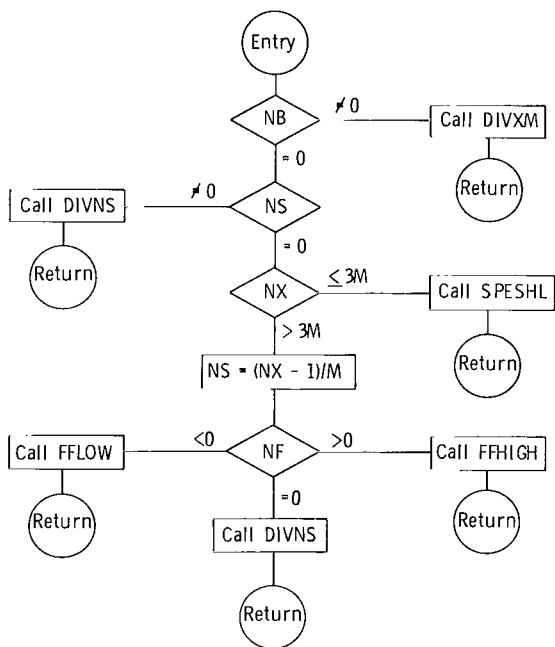 Entry
NB
≠0
Call DIVXM
= 0
Return
≠0
Call DIVNS
NS
Return
= 0
NX
≤ 3M
Call SPESHL
> 3M
Return
NS = (NX - 1)/M
<0
NF
>0
Call FFLOW
Call FFHIGH
=0
Return
Return
Call DIVNS
Return